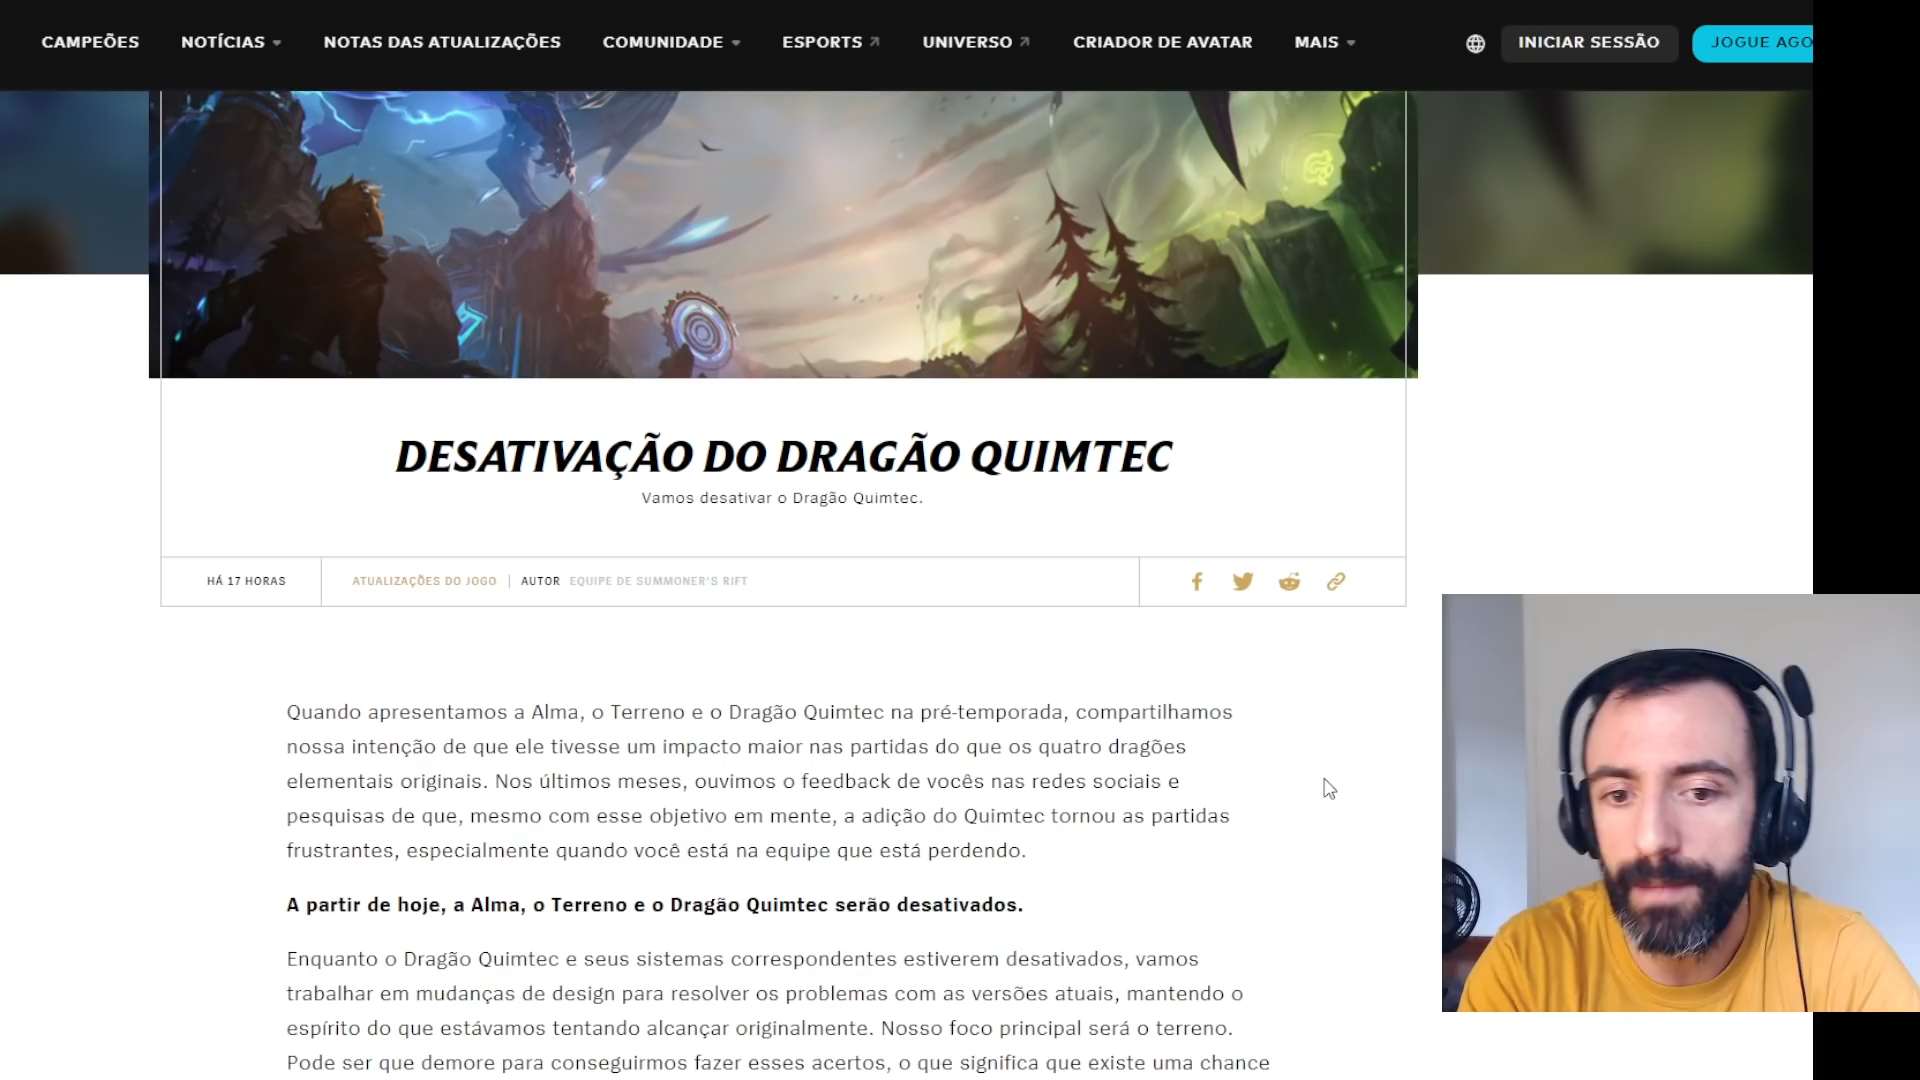 CAMPEÕES NOTÍCIAS NOTAS DAS ATUALIZAÇÕES COMUNIDADE ESPORTS UNIVERSO CRIADOR DE AVATAR MAIS INICIAR SESSÃO JOGUE AGO
DESATIVAÇÃO DO DRAGÃO QUIMTEC
Vamos desativar o Dragão Quimtec.
HÁ 17 HORAS ATUALIZAÇÕES DO JOGO | AUTOR EQUIPE DE SUMMONER'S RIFT
Quando apresentamos a Alma, o Terreno e o Dragão Quimtec na pré-temporada, compartilhamos
nossa intenção de que ele tivesse um impacto maior nas partidas do que os quatro dragões
elementais originais. Nos últimos meses, ouvimos o feedback de vocês nas redes sociais e
pesquisas de que, mesmo com esse objetivo em mente, a adição do Quimtec tornou as partidas
frustrantes, especialmente quando você está na equipe que está perdendo.
A partir de hoje, a Alma, o Terreno e o Dragão Quimtec serão desativados.
Enquanto o Dragão Quimtec e seus sistemas correspondentes estiverem desativados, vamos
trabalhar em mudanças de design para resolver os problemas com as versões atuais, mantendo o
espírito do que estávamos tentando alcançar originalmente. Nosso foco principal será o terreno.
Pode ser que demore para conseguirmos fazer esses acertos, o que significa que existe uma chance